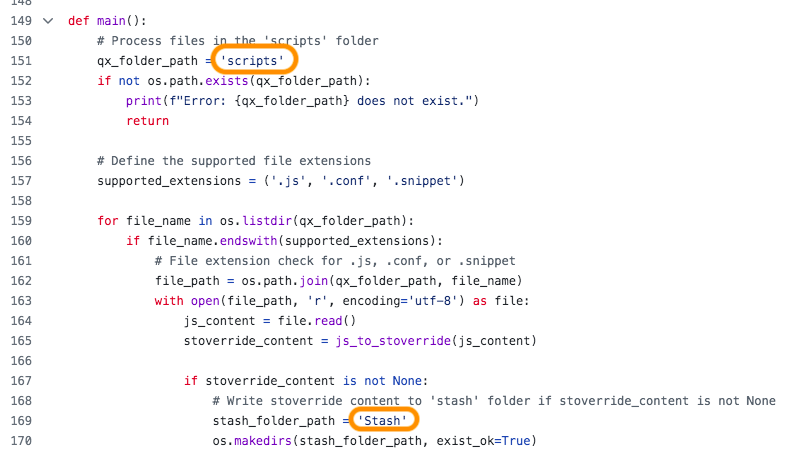 148
149 def main():
150 # Process files in the 'scripts' folder
151 qx_folder_path = 'scripts'
152 if not os.path.exists(qx_folder_path):
153 print(f"Error: {qx_folder_path} does not exist.")
154 return
155
156 # Define the supported file extensions
157 supported_extensions = ('.js', '.conf', '.snippet')
158
159 for file_name in os.listdir(qx_folder_path):
160 if file_name.endswith(supported_extensions):
161 # File extension check for .js, .conf, or .snippet
162 file_path = os.path.join(qx_folder_path, file_name)
163 with open(file_path, 'r', encoding='utf-8') as file:
164 js_content = file.read()
165 stoverride_content = js_to_stoverride(js_content)
166
167 if stoverride_content is not None:
168 # Write stoverride content to 'stash' folder if stoverride_content is not None
169 stash_folder_path = 'Stash'
170 os.makedirs(stash_folder_path, exist_ok=True)